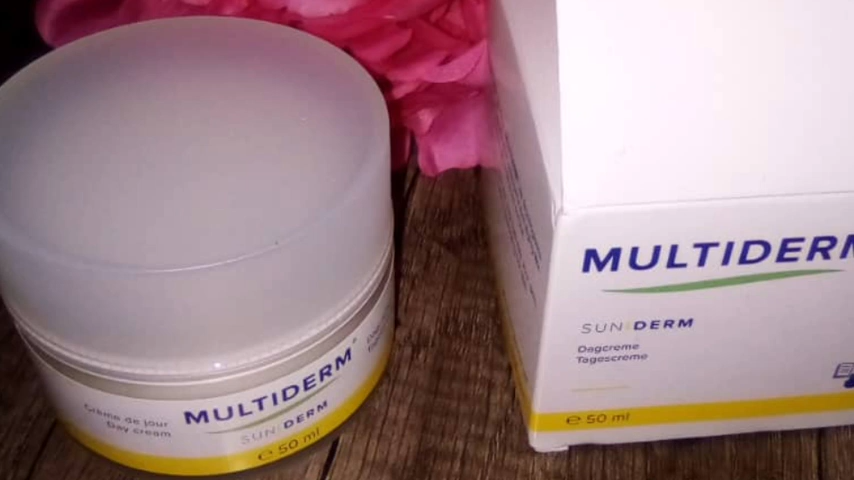 Crème de jour
Day cream
MULTIDERM®
SUN DERM
℮ 50 ml
MULTIDERM
SUN DERM
Dagcreme
Tagescreme
℮ 50 ml